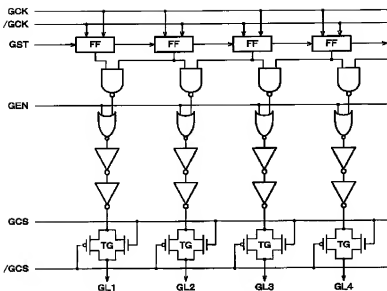 GCK
/GCK
GST FF FF FF FF
GEN
GCS
TG TG TG TG
/GCS
GL1 GL2 GL3 GL4